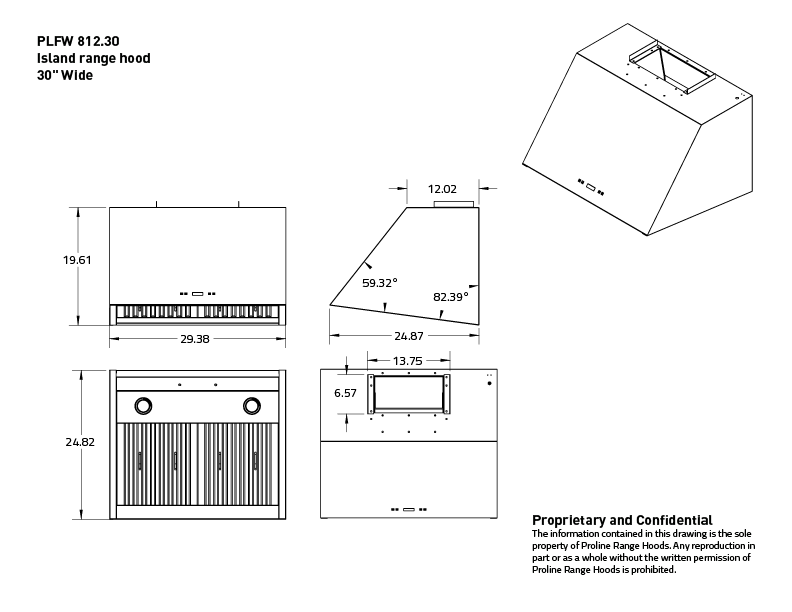 PLFW 812.30
Island range hood
30" Wide
12.02
19.61
59.32°
82.39°
29.38
24.87
13.75
6.57
24.82
Proprietary and Confidential
The information contained in this drawing is the sole
property of Proline Range Hoods. Any reproduction in
part or as a whole without the written permission of
Proline Range Hoods is prohibited.